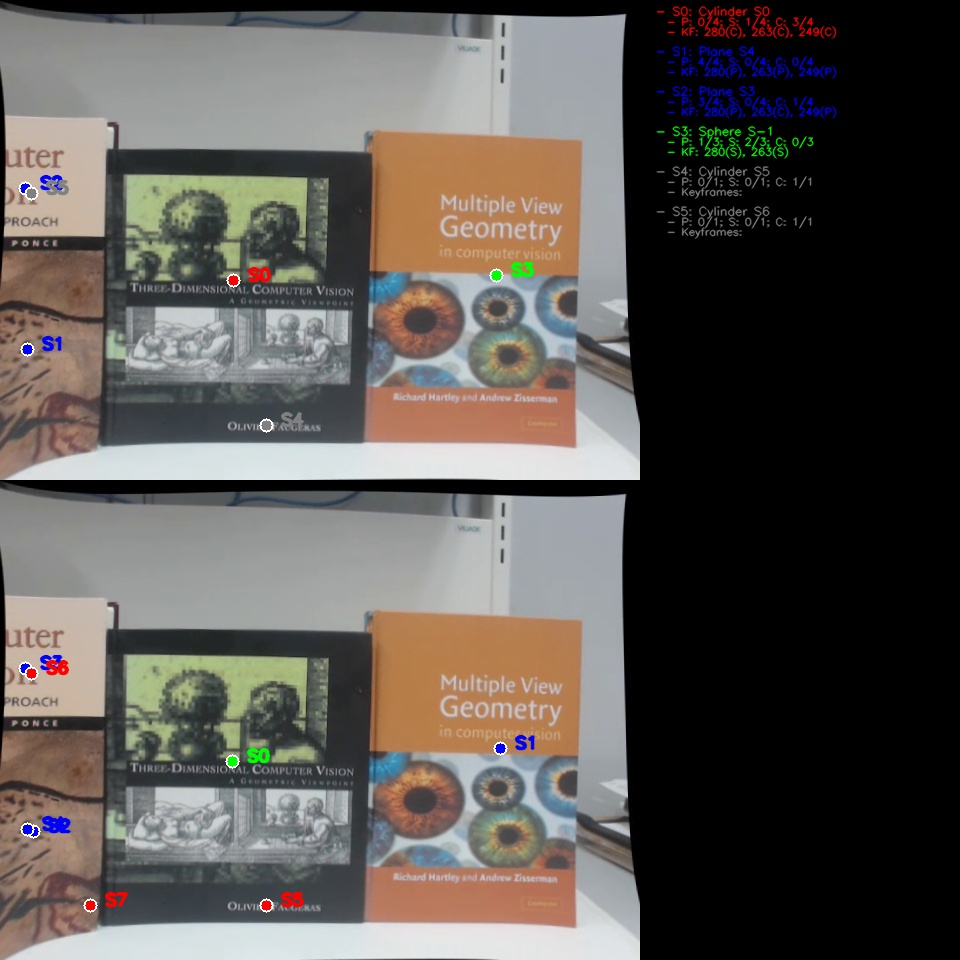 - S0: Cylinder S0
- P: 0/4; S: 1/4; C: 3/4
- KF: 280(C), 263(C), 249(C)
- S1: Plane S4
- P: 4/4; S: 0/4; C: 0/4
- KF: 280(P), 263(P), 249(P)
- S2: Plane S3
- P: 3/4; S: 0/4; C: 1/4
- KF: 280(P), 263(C), 249(P)
- S3: Sphere S-1
- P: 1/3; S: 2/3; C: 0/3
- KF: 280(S), 263(S)
- S4: Cylinder S5
- P: 0/1; S: 0/1; C: 1/1
- Keyframes:
- S5: Cylinder S6
- P: 0/1; S: 0/1; C: 1/1
- Keyframes:
uter
on
PROACH
PONCE
S1
S0
THREE-DIMENSIONAL COMPUTER VISION
A GEOMETRIC VIEWPOINT
S4
OLIVIER FAUGERAS
Multiple View
Geometry
in computer vision
S3
Richard Hartley and Andrew Zisserman
uter
on
S6
PROACH
PONCE
S7
S0
THREE-DIMENSIONAL COMPUTER VISION
A GEOMETRIC VIEWPOINT
S5
OLIVIER FAUGERAS
Multiple View
Geometry
in computer vision
S1
Richard Hartley and Andrew Zisserman